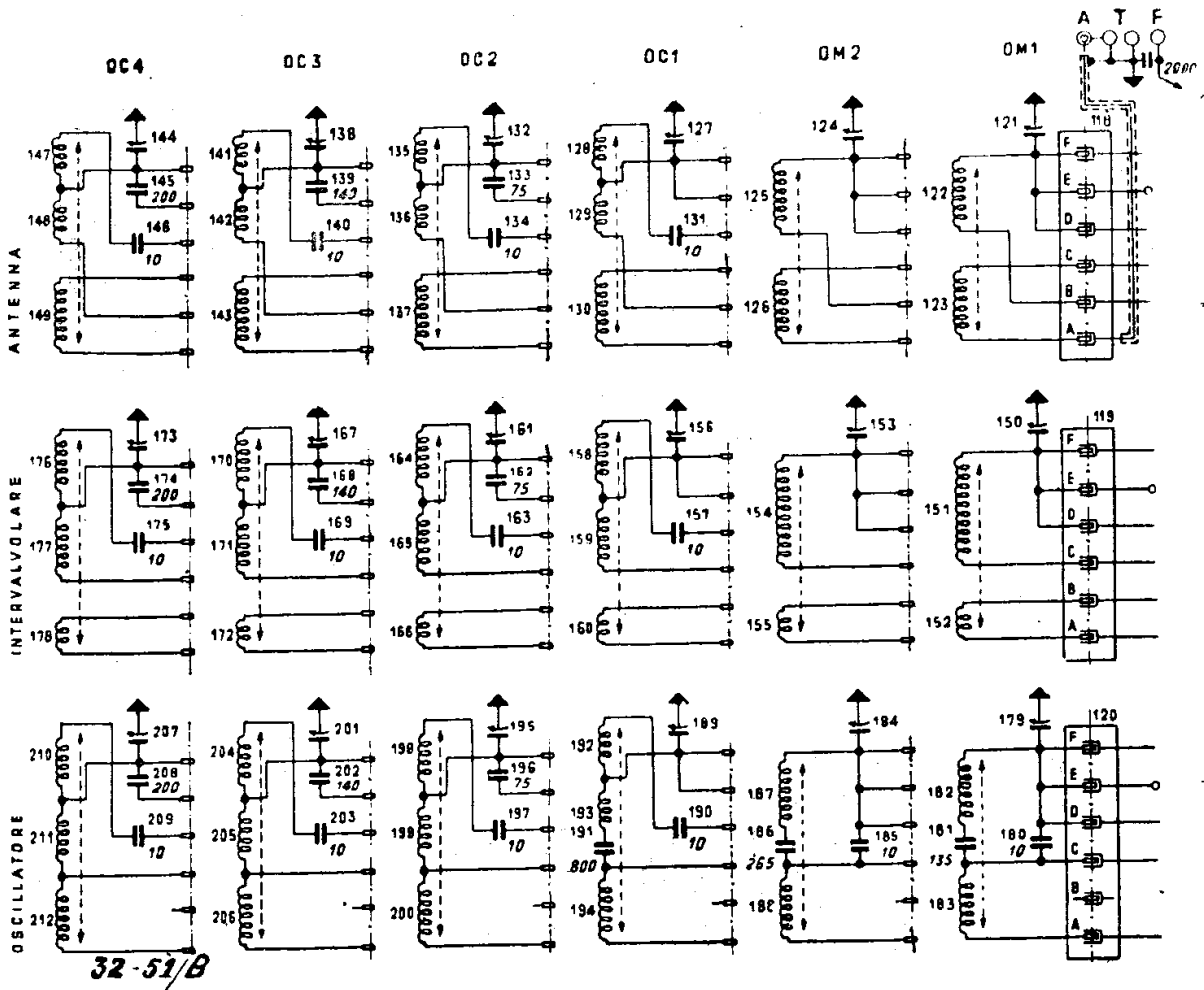 A T F
OC4 OC3 OC2 OC1 OM2 OM1
2000
118
ANTENNA
144 138 132 127 124 121
147 141 135 128 F
145 200 139 140 133 75 125 122 E
148 142 136 129 D
146 10 140 10 134 10 131 10 C
149 143 137 130 126 123 B
A
119
INTERVALVOLARE
173 167 161 156 153 150
176 170 164 158 F
174 200 168 140 162 75 154 151 E
177 171 165 159 D
175 10 169 10 163 10 157 10 C
178 172 166 160 155 152 B
A
120
OSCILLATORE
207 201 195 189 184 179
210 204 198 192 F
208 200 202 140 196 75 187 182 E
211 205 199 193 D
209 10 203 10 197 10 191 800 190 10 186 265 185 10 181 135 180 10 C
212 206 200 194 188 183 B
A
32-51/B